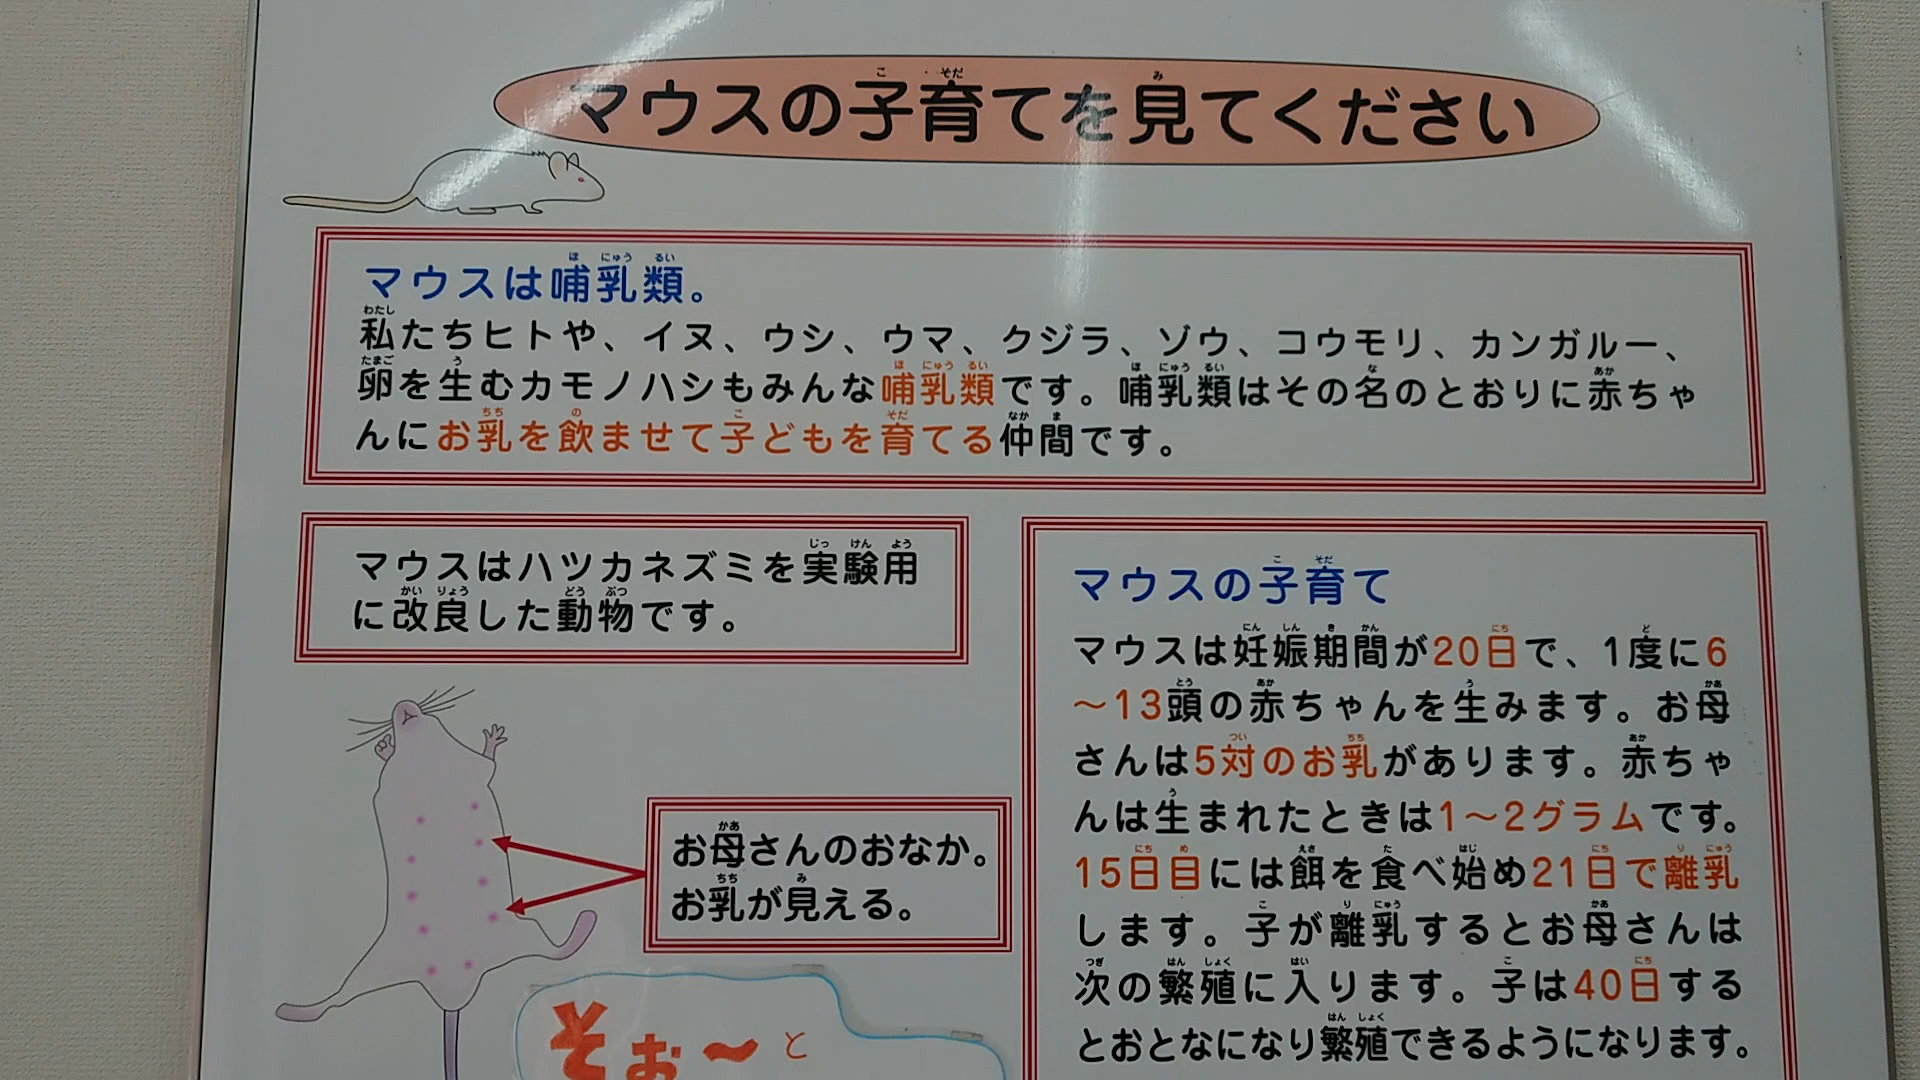 マウスの子育てを見てください
マウスは哺乳類。
私たちヒトや、イヌ、ウシ、ウマ、クジラ、ゾウ、コウモリ、カンガルー、
卵を生むカモノハシもみんな哺乳類です。哺乳類はその名のとおりに赤ちゃ
んにお乳を飲ませて子どもを育てる仲間です。
マウスはハツカネズミを実験用
に改良した動物です。
お母さんのおなか。
お乳が見える。
そぉ〜と
マウスの子育て
マウスは妊娠期間が20日で、1度に6
〜13頭の赤ちゃんを生みます。お母
さんは5対のお乳があります。赤ちゃ
んは生まれたときは1〜2グラムです。
15日目には餌を食べ始め21日で離乳
します。子が離乳するとお母さんは
次の繁殖に入ります。子は40日する
とおとなになり繁殖できるようになります。